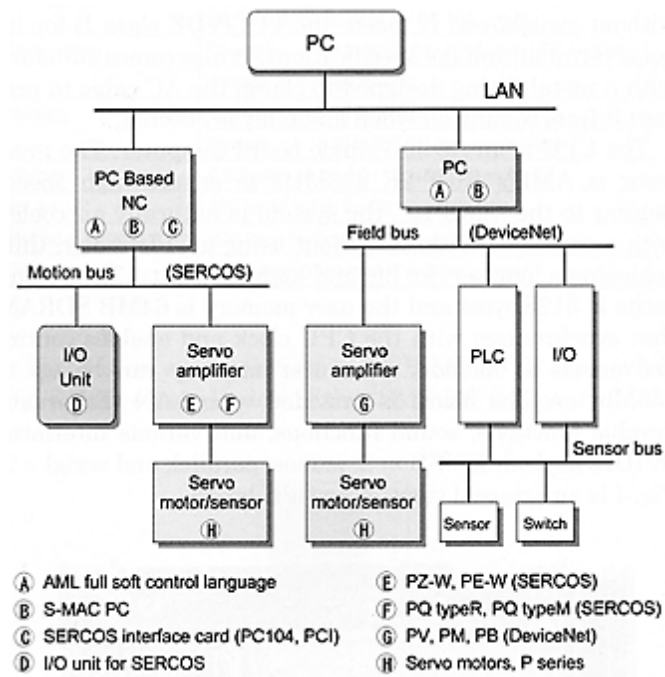 PC
LAN
PC Based
NC
Ⓐ Ⓑ Ⓒ
PC
Ⓐ Ⓑ
Field bus (DeviceNet)
Motion bus (SERCOS)
I/O
Unit
Ⓓ
Servo
amplifier
Ⓔ Ⓕ
Servo
amplifier
Ⓖ
PLC
I/O
Sensor bus
Servo
motor/sensor
Ⓗ
Servo
motor/sensor
Ⓗ
Sensor
Switch
Ⓐ AML full soft control language
Ⓑ S-MAC PC
Ⓒ SERCOS interface card (PC104, PCI)
Ⓓ I/O unit for SERCOS
Ⓔ PZ-W, PE-W (SERCOS)
Ⓕ PQ typeR, PQ typeM (SERCOS)
Ⓖ PV, PM, PB (DeviceNet)
Ⓗ Servo motors, P series